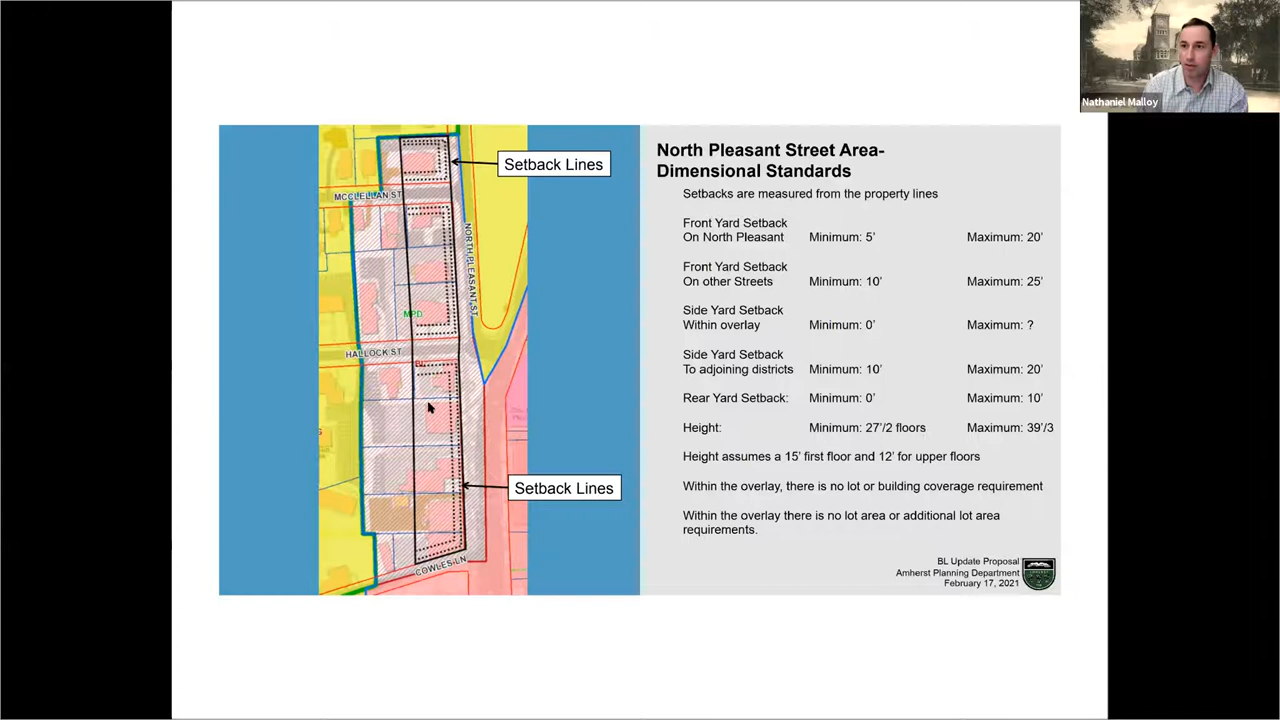 Nathaniel Malloy
Setback Lines
MCCLELLAN ST
NORTH PLEASANT ST
MPD
HALLOCK ST
BL
Setback Lines
COWLES LN
North Pleasant Street Area-
Dimensional Standards
Setbacks are measured from the property lines
Front Yard Setback
On North Pleasant Minimum: 5' Maximum: 20'
Front Yard Setback
On other Streets Minimum: 10' Maximum: 25'
Side Yard Setback
Within overlay Minimum: 0' Maximum: ?
Side Yard Setback
To adjoining districts Minimum: 10' Maximum: 20'
Rear Yard Setback: Minimum: 0' Maximum: 10'
Height: Minimum: 27'/2 floors Maximum: 39'/3
Height assumes a 15' first floor and 12' for upper floors
Within the overlay, there is no lot or building coverage requirement
Within the overlay there is no lot area or additional lot area
requirements.
BL Update Proposal
Amherst Planning Department
February 17, 2021